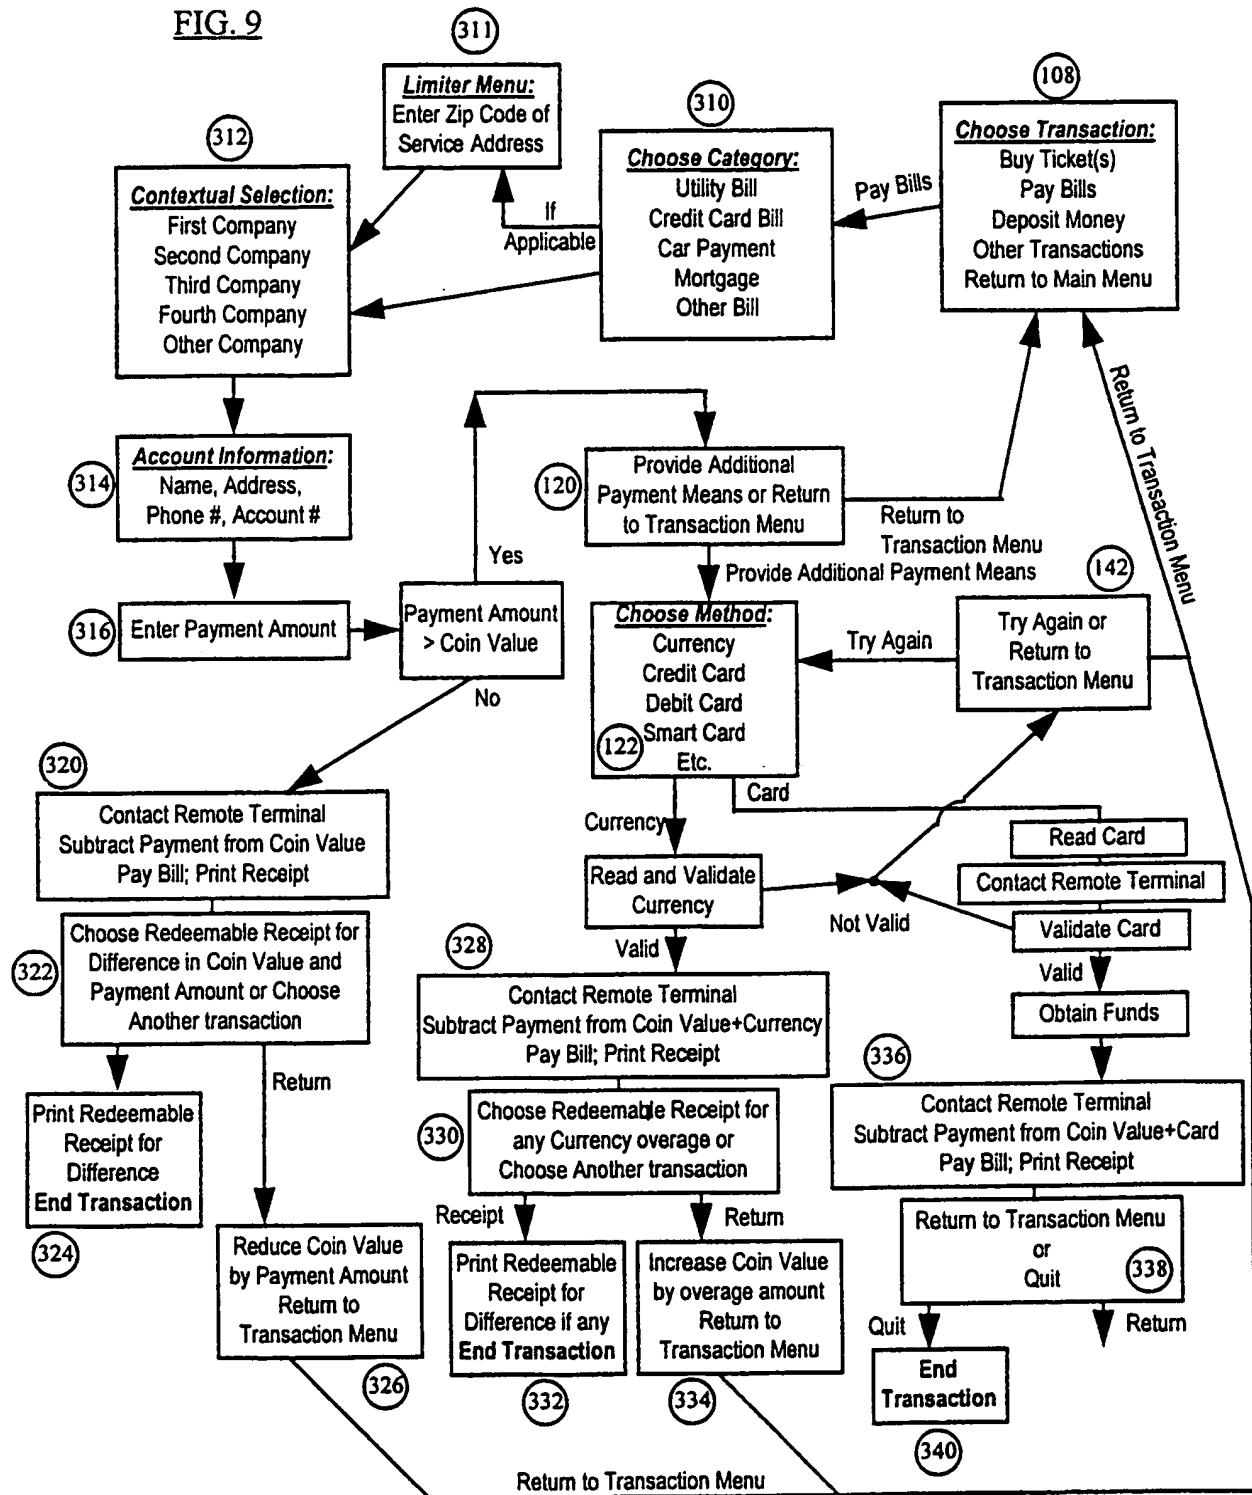 FIG. 9
311
Limiter Menu:
Enter Zip Code of
Service Address
310
Choose Category:
Utility Bill
Credit Card Bill
Car Payment
Mortgage
Other Bill
108
Choose Transaction:
Buy Ticket(s)
Pay Bills
Deposit Money
Other Transactions
Return to Main Menu
Pay Bills
If
Applicable
312
Contextual Selection:
First Company
Second Company
Third Company
Fourth Company
Other Company
314
Account Information:
Name, Address,
Phone #, Account #
316
Enter Payment Amount
Payment Amount
> Coin Value
Yes
No
120
Provide Additional
Payment Means or Return
to Transaction Menu
Return to
Transaction Menu
Provide Additional Payment Means
Return to Transaction Menu
Choose Method:
Currency
Credit Card
Debit Card
Smart Card
Etc.
122
Try Again
142
Try Again or
Return to
Transaction Menu
Currency
Card
Read and Validate
Currency
Valid
Not Valid
Read Card
Contact Remote Terminal
Validate Card
Valid
Obtain Funds
320
Contact Remote Terminal
Subtract Payment from Coin Value
Pay Bill; Print Receipt
322
Choose Redeemable Receipt for
Difference in Coin Value and
Payment Amount or Choose
Another transaction
Return
Print Redeemable
Receipt for
Difference
End Transaction
324
Reduce Coin Value
by Payment Amount
Return to
Transaction Menu
326
328
Contact Remote Terminal
Subtract Payment from Coin Value+Currency
Pay Bill; Print Receipt
330
Choose Redeemable Receipt for
any Currency overage or
Choose Another transaction
Receipt
Return
Print Redeemable
Receipt for
Difference if any
End Transaction
332
Increase Coin Value
by overage amount
Return to
Transaction Menu
334
336
Contact Remote Terminal
Subtract Payment from Coin Value+Card
Pay Bill; Print Receipt
Return to Transaction Menu
or
Quit
338
Quit
Return
End
Transaction
340
Return to Transaction Menu